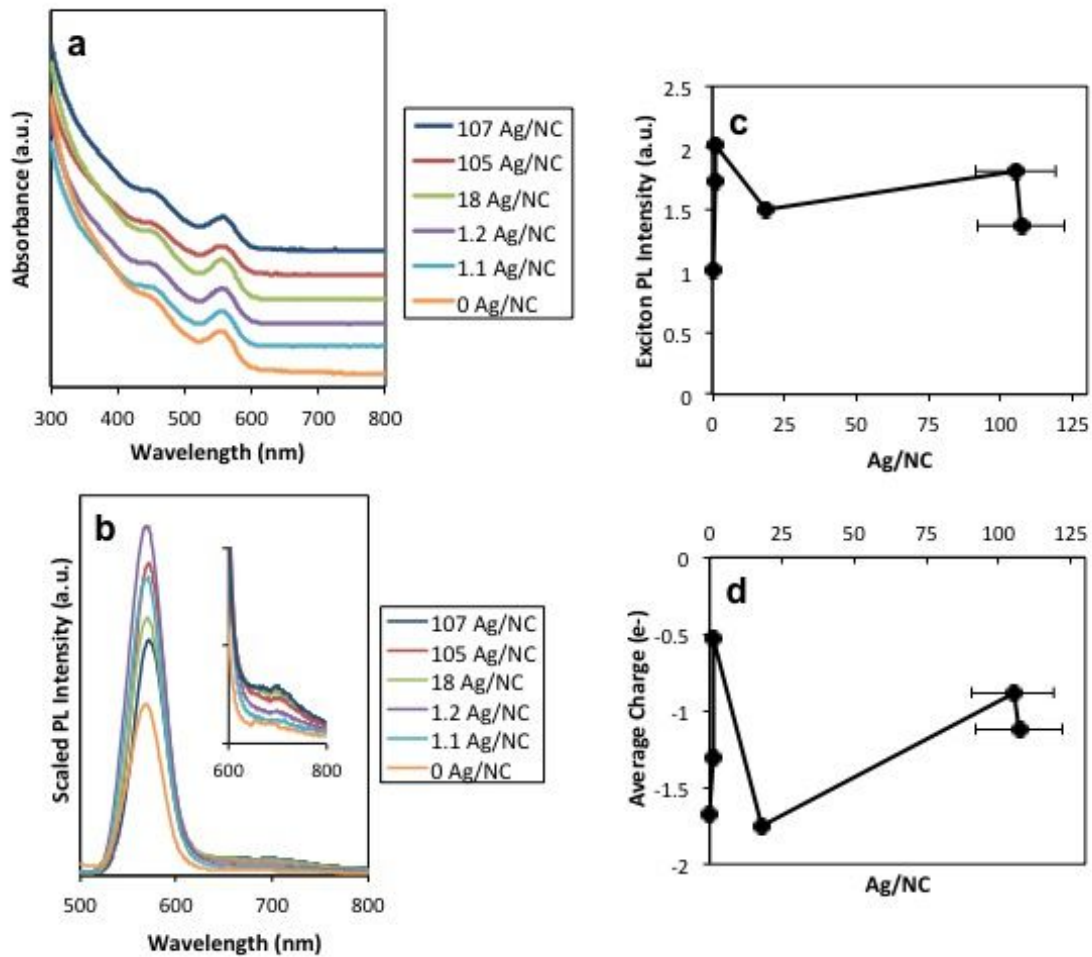 a
Absorbance (a.u.)
300 400 500 600 700 800
Wavelength (nm)
107 Ag/NC
105 Ag/NC
18 Ag/NC
1.2 Ag/NC
1.1 Ag/NC
0 Ag/NC
b
Scaled PL Intensity (a.u.)
600 800
500 600 700 800
Wavelength (nm)
107 Ag/NC
105 Ag/NC
18 Ag/NC
1.2 Ag/NC
1.1 Ag/NC
0 Ag/NC
c
Exciton PL Intensity (a.u.)
2.5
2
1.5
1
0.5
0
0 25 50 75 100 125
Ag/NC
d
0 25 50 75 100 125
Average Charge (e-)
0
-0.5
-1
-1.5
-2
Ag/NC